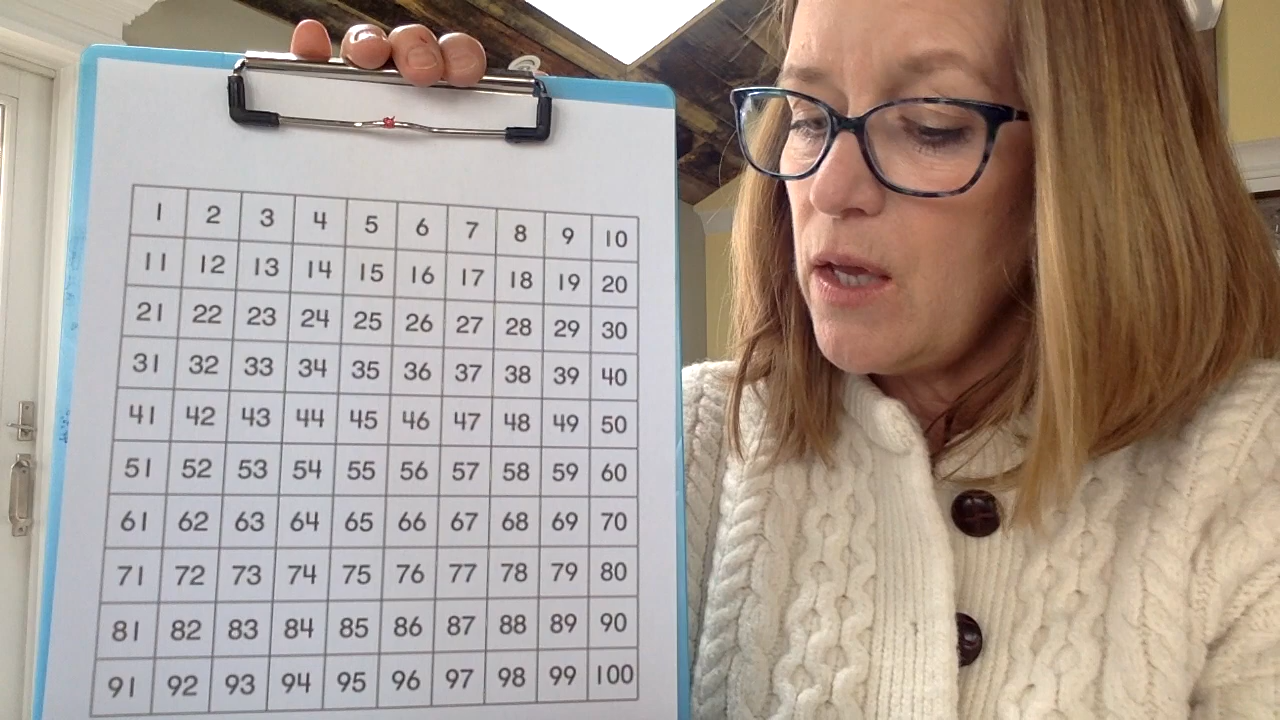 1 2 3 4 5 6 7 8 9 10
11 12 13 14 15 16 17 18 19 20
21 22 23 24 25 26 27 28 29 30
31 32 33 34 35 36 37 38 39 40
41 42 43 44 45 46 47 48 49 50
51 52 53 54 55 56 57 58 59 60
61 62 63 64 65 66 67 68 69 70
71 72 73 74 75 76 77 78 79 80
81 82 83 84 85 86 87 88 89 90
91 92 93 94 95 96 97 98 99 100